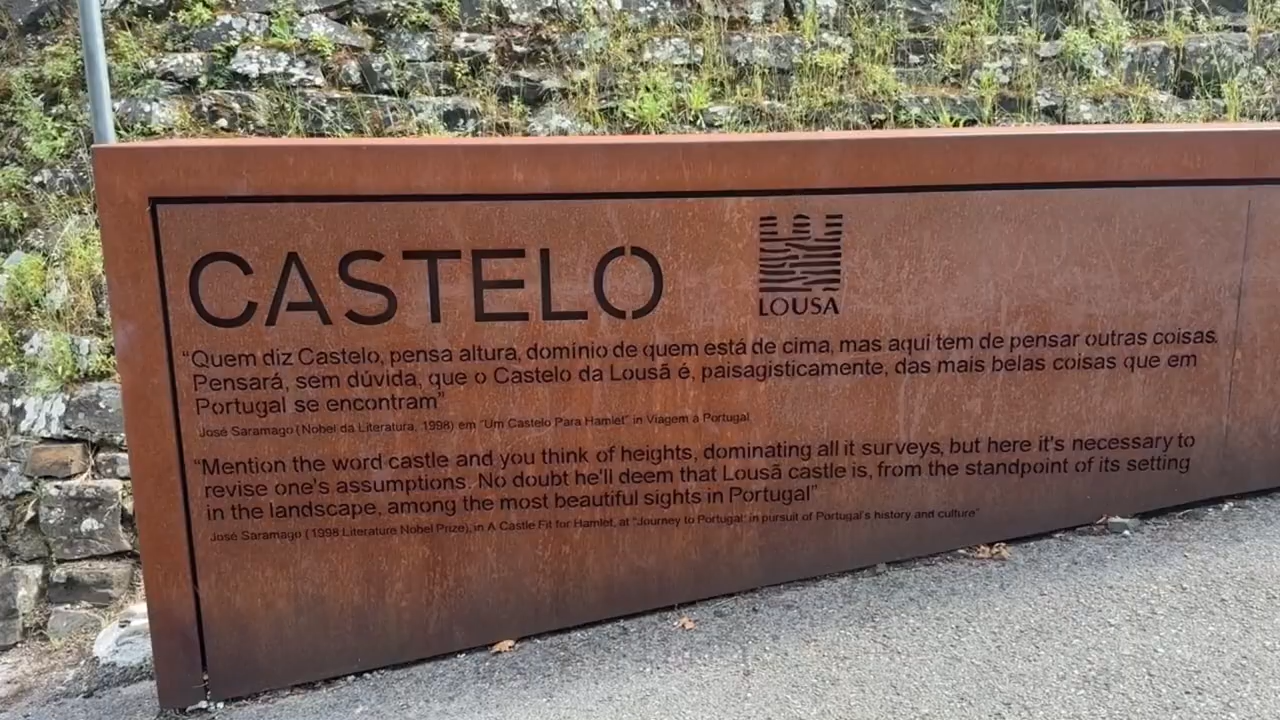 CASTELO
LOUSA
“Quem diz Castelo, pensa altura, domínio de quem está de cima, mas aqui tem de pensar outras coisas.
Pensará, sem dúvida, que o Castelo da Lousã é, paisagisticamente, das mais belas coisas que em
Portugal se encontram”
José Saramago (Nobel da Literatura, 1998) em “Um Castelo Para Hamlet” in Viagem a Portugal
“Mention the word castle and you think of heights, dominating all it surveys, but here it's necessary to
revise one's assumptions. No doubt he'll deem that Lousã castle is, from the standpoint of its setting
in the landscape, among the most beautiful sights in Portugal”
José Saramago (1998 Literature Nobel Prize), in A Castle Fit for Hamlet, at “Journey to Portugal: in pursuit of Portugal's history and culture”